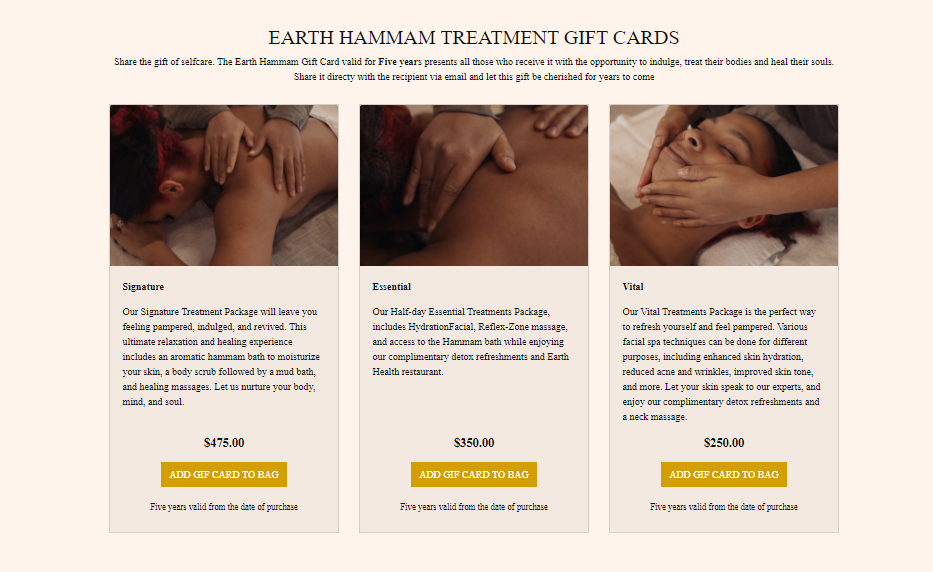 EARTH HAMMAM TREATMENT GIFT CARDS
Share the gift of selfcare. The Earth Hammam Gift Card valid for Five years presents all those who receive it with the opportunity to indulge, treat their bodies and heal their souls.
Share it directy with the recipient via email and let this gift be cherished for years to come
Signature
Our Signature Treatment Package will leave you
feeling pampered, indulged, and revived. This
ultimate relaxation and healing experience
includes an aromatic hammam bath to moisturize
your skin, a body scrub followed by a mud bath,
and healing massages. Let us nurture your body,
mind, and soul.
$475.00
ADD GIF CARD TO BAG
Five years valid from the date of purchase
Essential
Our Half-day Essential Treatments Package,
includes HydrationFacial, Reflex-Zone massage,
and access to the Hammam bath while enjoying
our complimentary detox refreshments and Earth
Health restaurant.
$350.00
ADD GIF CARD TO BAG
Five years valid from the date of purchase
Vital
Our Vital Treatments Package is the perfect way
to refresh yourself and feel pampered. Various
facial spa techniques can be done for different
purposes, including enhanced skin hydration,
reduced acne and wrinkles, improved skin tone,
and more. Let your skin speak to our experts, and
enjoy our complimentary detox refreshments and
a neck massage.
$250.00
ADD GIF CARD TO BAG
Five years valid from the date of purchase